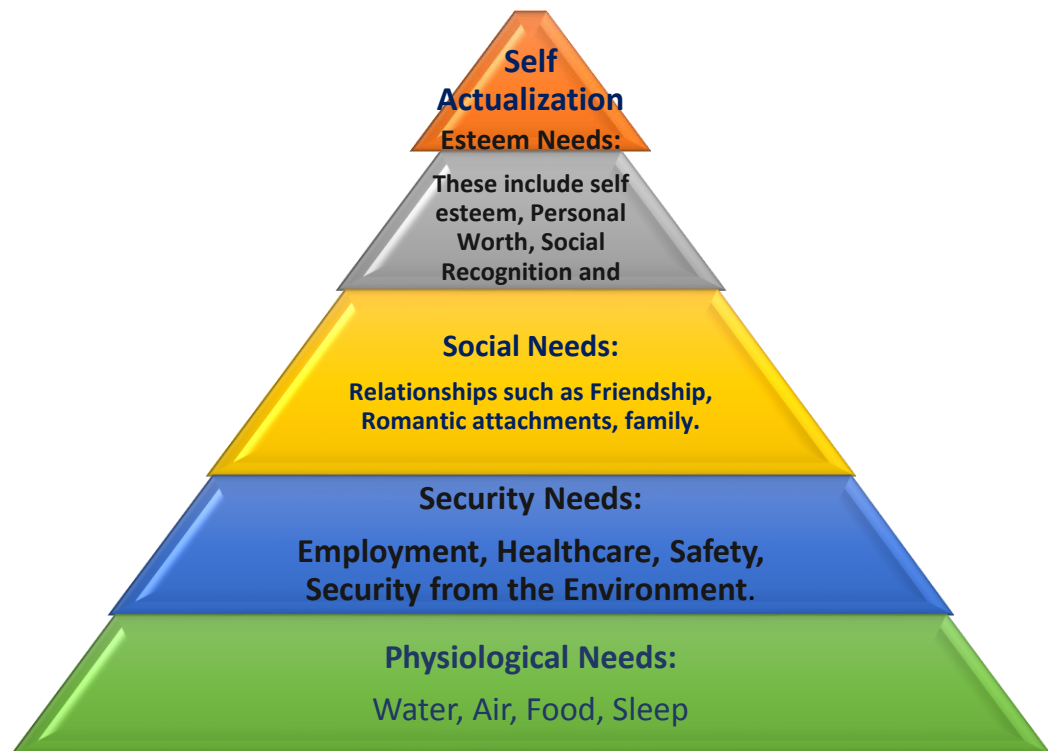 Self
Actualization
Esteem Needs:
These include self
esteem, Personal
Worth, Social
Recognition and
Social Needs:
Relationships such as Friendship,
Romantic attachments, family.
Security Needs:
Employment, Healthcare, Safety,
Security from the Environment.
Physiological Needs:
Water, Air, Food, Sleep